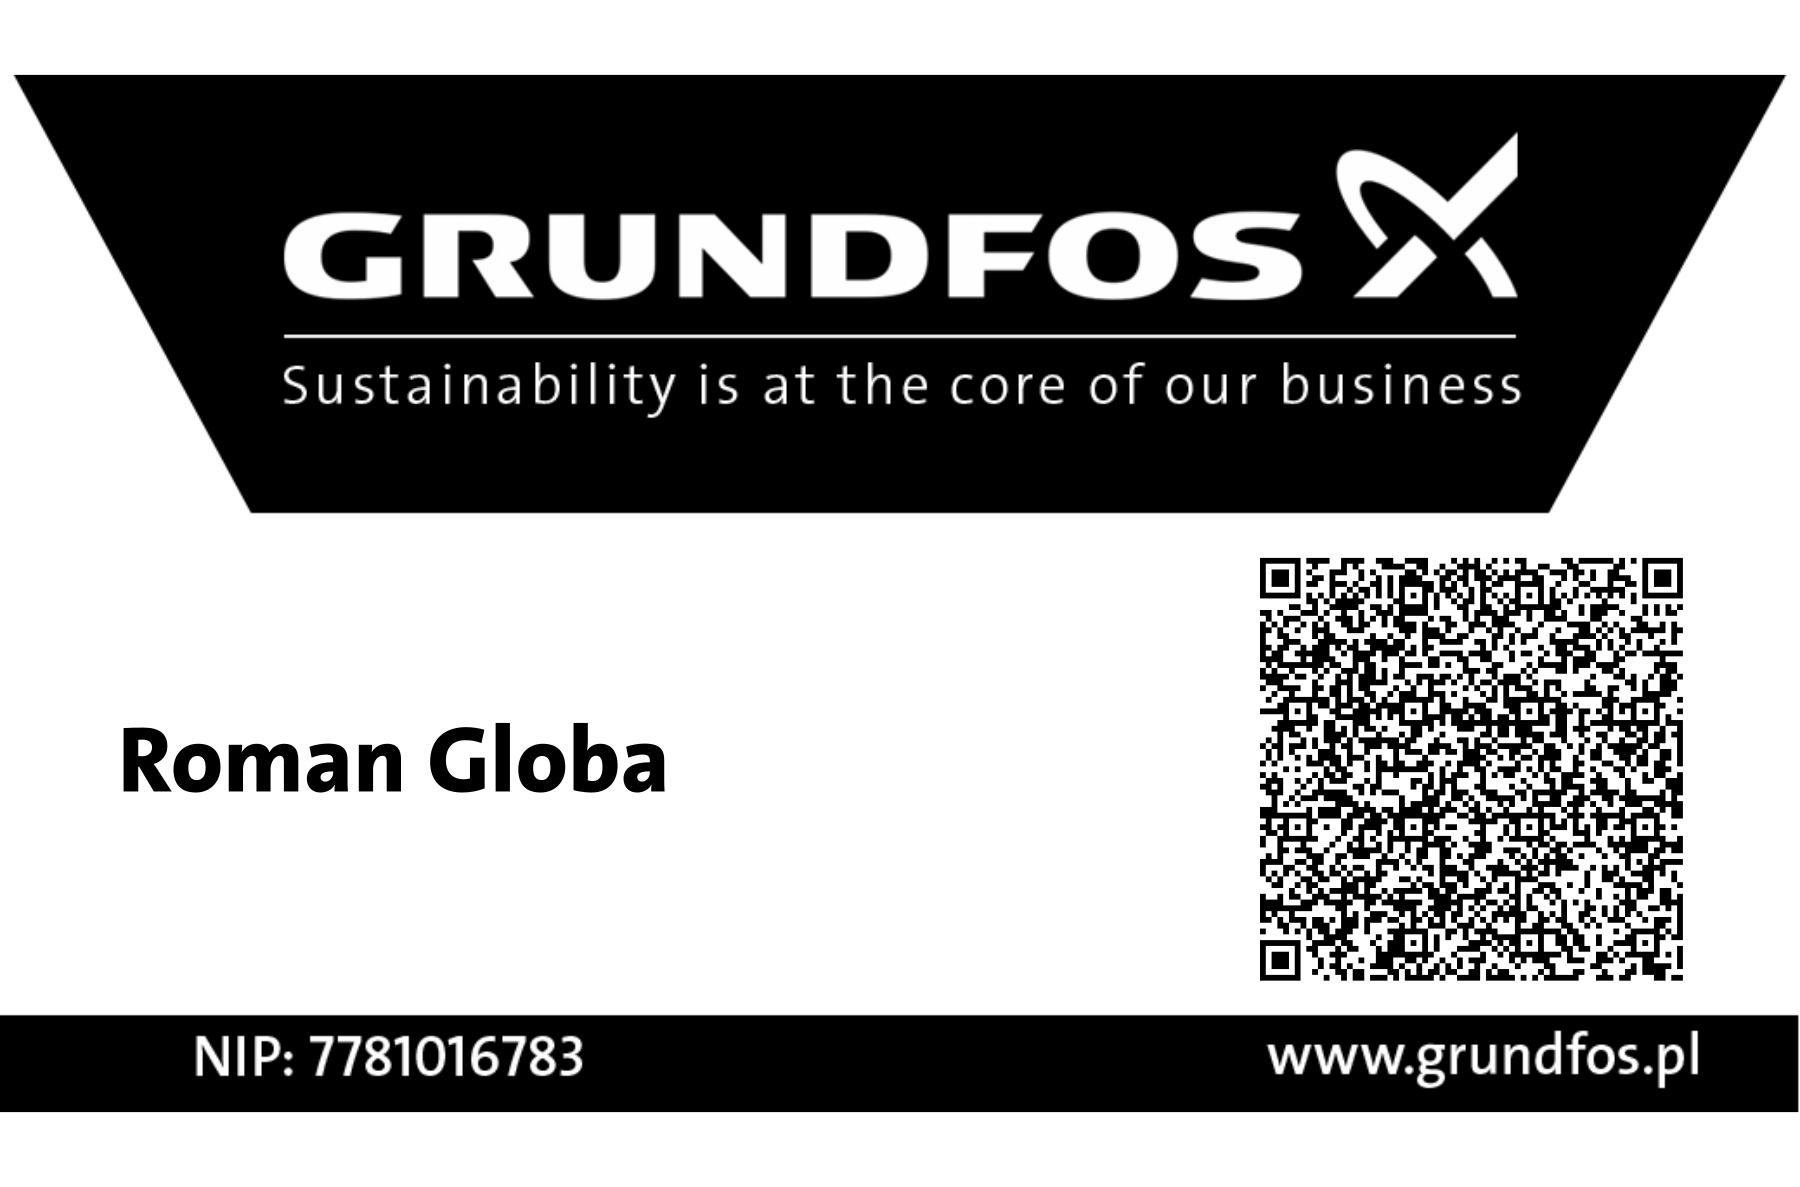 GRUNDFOS
Sustainability is at the core of our business
Roman Globa
NIP: 7781016783
www.grundfos.pl